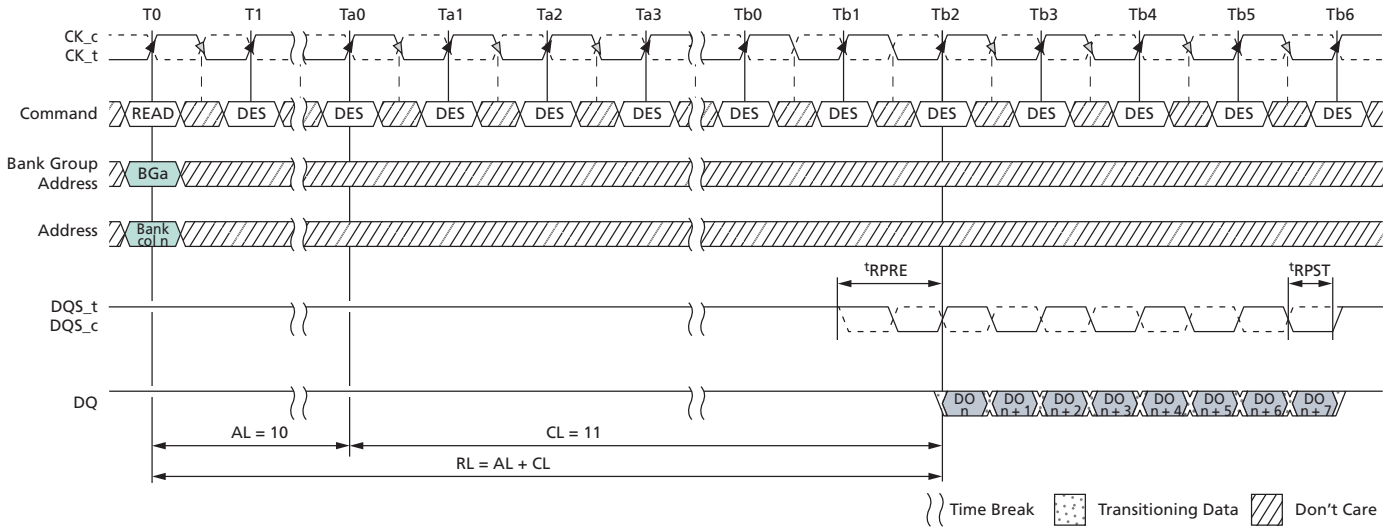 T0 T1 Ta0 Ta1 Ta2 Ta3 Tb0 Tb1 Tb2 Tb3 Tb4 Tb5 Tb6
CK_c
CK_t
Command READ DES DES DES DES DES DES DES DES DES DES DES DES
Bank Group
Address
BGa
Address
Bank
col n
tRPRE tRPST
DQS_t
DQS_c
DQ
DO n DO n + 1 DO n + 2 DO n + 3 DO n + 4 DO n + 5 DO n + 6 DO n + 7
AL = 10 CL = 11
RL = AL + CL
Time Break Transitioning Data Don't Care